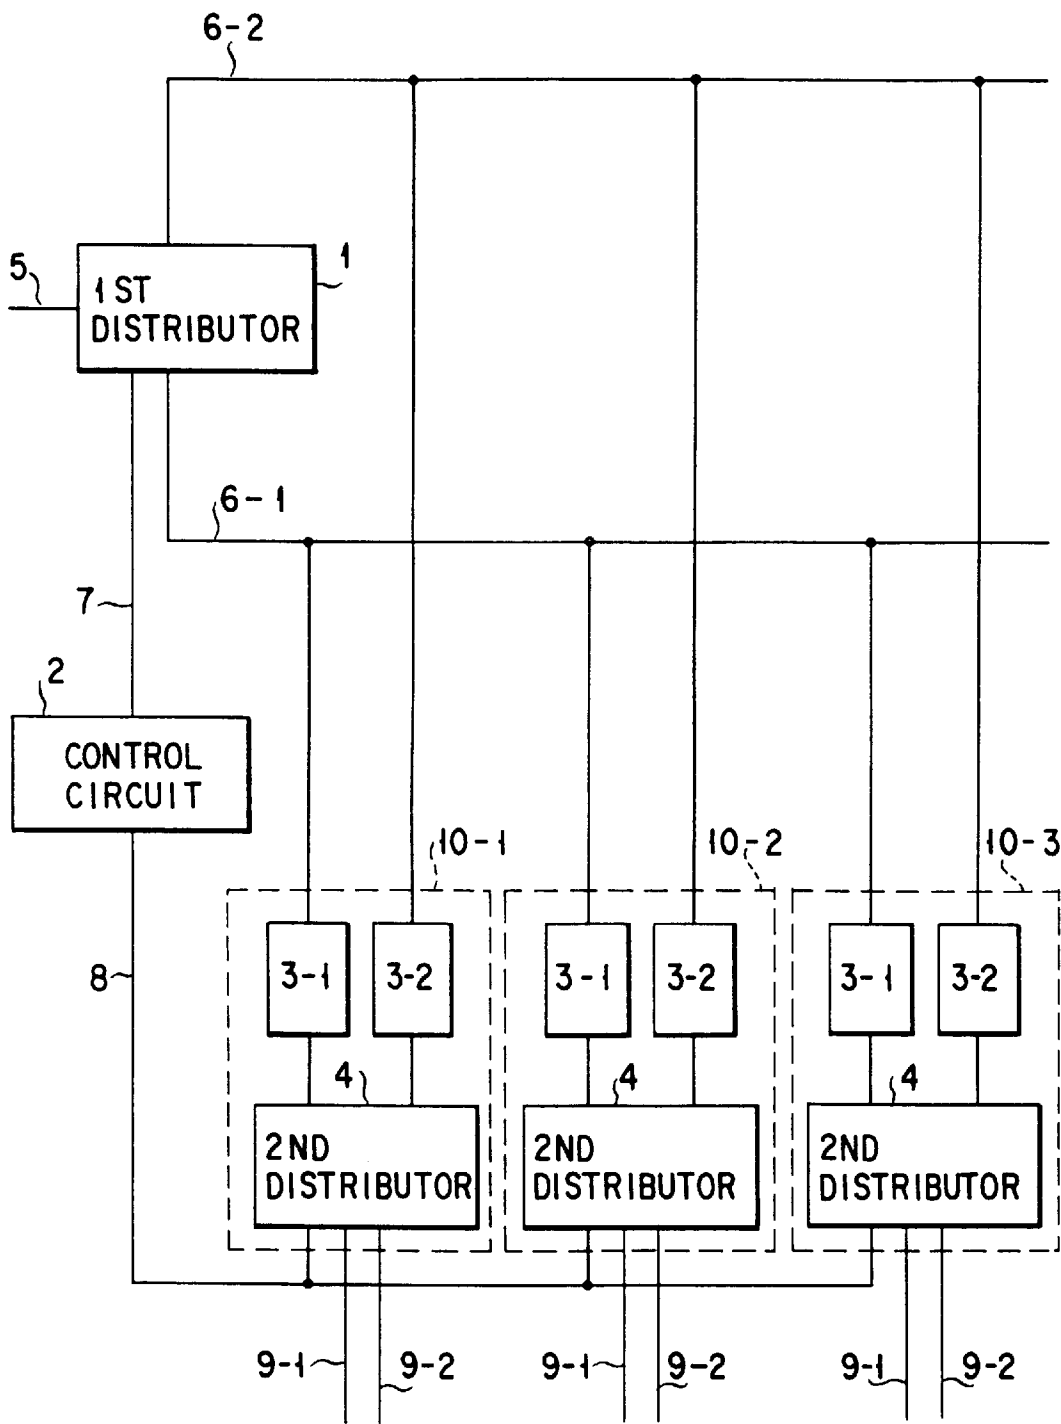 6-2
5
1
1ST
DISTRIBUTOR
6-1
7
2
CONTROL
CIRCUIT
10-1
10-2
10-3
8
3-1
3-2
3-1
3-2
3-1
3-2
4
4
4
2ND
DISTRIBUTOR
2ND
DISTRIBUTOR
2ND
DISTRIBUTOR
9-1
9-2
9-1
9-2
9-1
9-2